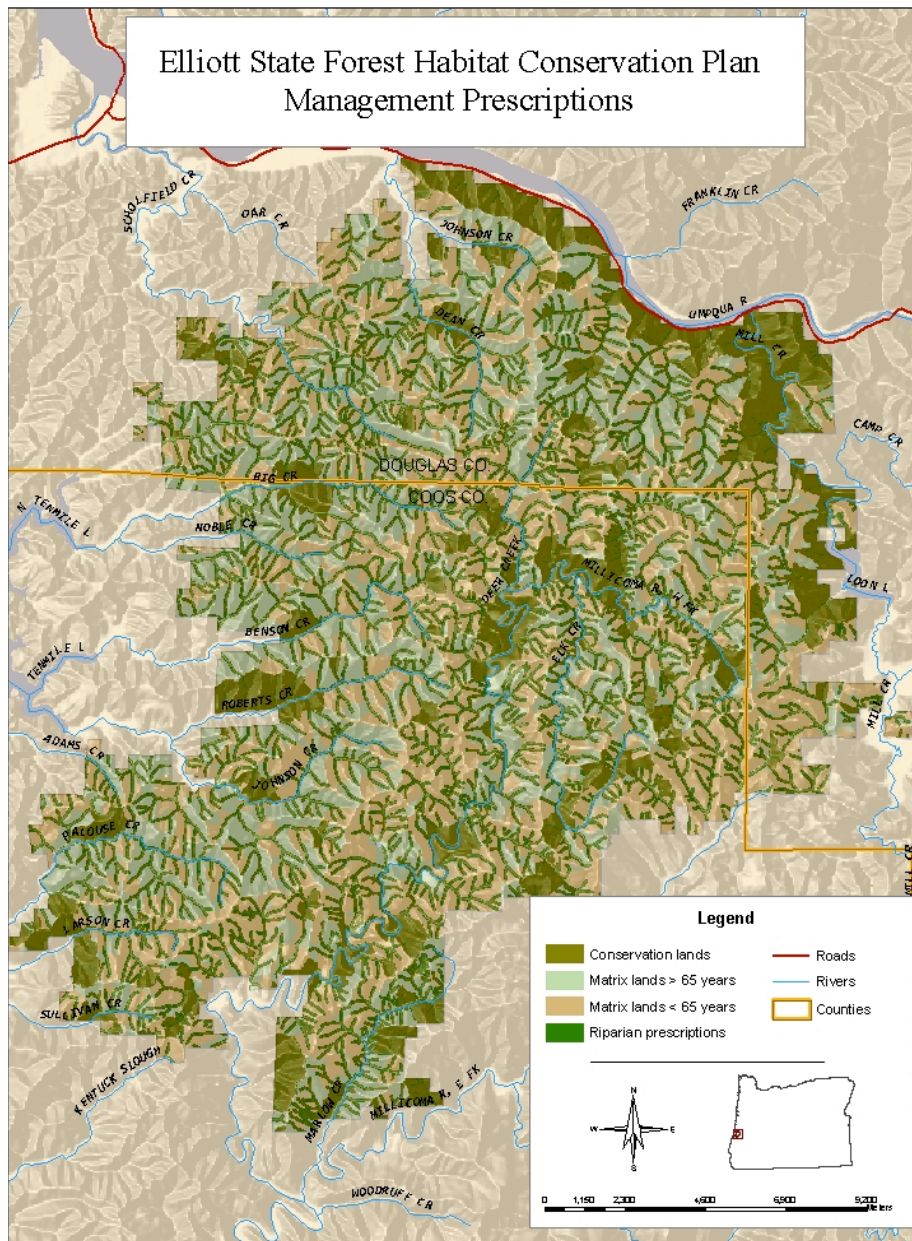 Elliott State Forest Habitat Conservation Plan
Management Prescriptions
SCHOLFIELD CR
OAR CR
FRANKLIN CR
JOHNSON CR
UMPQUA R
DEAN CR
MILL CR
CAMP CR
DOUGLAS CO.
BIG CR
COOS CO.
N TENMILE L
NOBLE CR
DEER CREEK
MILLICOMA R, W FK
LOON L
BENSON CR
ELK CR
TENMILE L
ROBERTS CR
MILL CR
ADAMS CR
JOHNSON CR
PALOUSE CR
MILL CR
LARSON CR
SULLIVAN CR
KENTUCK SLOUGH
MARLOW CR
MILLICOMA R, E FK
WOODRUFF CR
Legend
Conservation lands
Matrix lands > 65 years
Matrix lands < 65 years
Riparian prescriptions
Roads
Rivers
Counties
N
W E
S
0 1,150 2,300 4,600 6,900 9,200
Meters